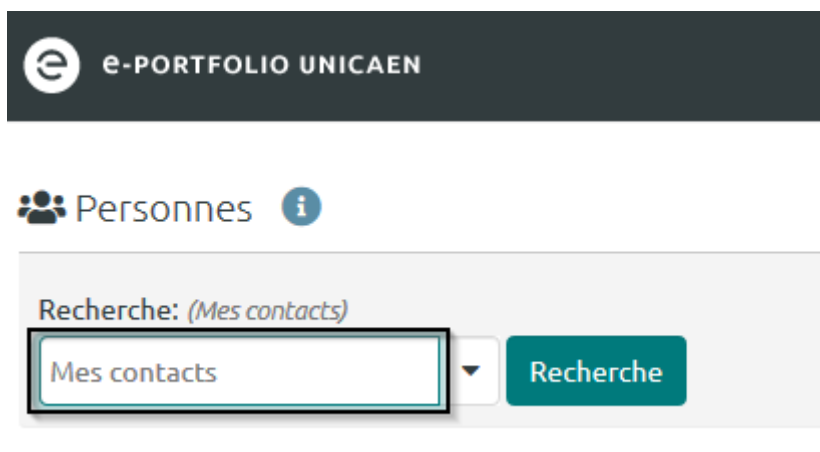 e-PORTFOLIO UNICAEN
Personnes
Recherche: (Mes contacts)
Mes contacts
Recherche